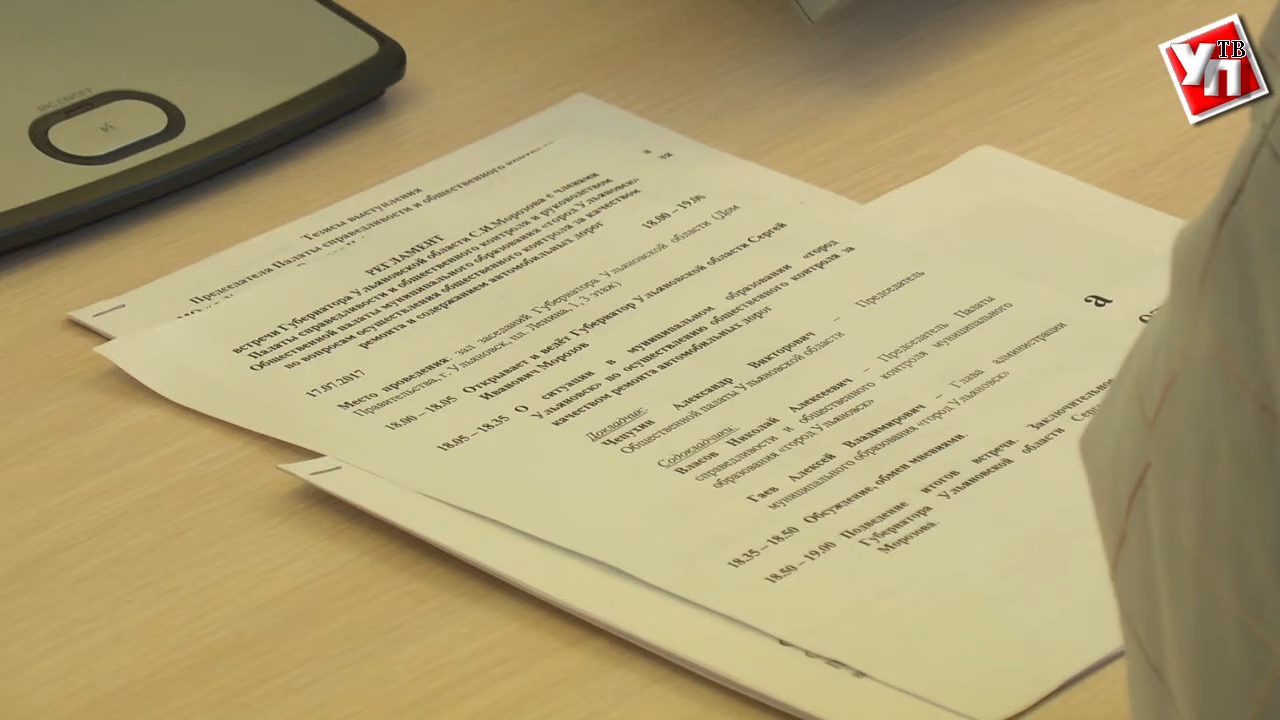 УП ТВ
MIC ON/OFF
Тезисы выступления
Председателя Палаты справедливости и общественного
РЕГЛАМЕНТ
встречи Губернатора Ульяновской области С.И.Морозова с членами
Палаты справедливости и общественного контроля и руководством
Общественной палаты муниципального образования «город Ульяновск»
по вопросам осуществления общественного контроля за качеством
ремонта и содержанием автомобильных дорог
17.07.2017
18.00 – 19.00
Место проведения: зал заседаний Губернатора Ульяновской области (Дом
Правительства, г. Ульяновск, пл. Ленина, 1, 3 этаж)
18.00 – 18.05 Открывает и ведёт Губернатор Ульяновской области Сергей
Иванович Морозов
18.05 – 18.35 О ситуации в муниципальном образовании «город
Ульяновск» по осуществлению общественного контроля за
качеством ремонта автомобильных дорог
Докладчик:
Чепухин Александр Викторович – Председатель
Общественной палаты Ульяновской области
Содокладчики:
Власов Николай Алексеевич – Председатель Палаты
справедливости и общественного контроля муниципального
образования «город Ульяновск»
Гаев Алексей Владимирович – Глава администрации
муниципального образования «город Ульяновск»
18.35 – 18.50 Обсуждение, обмен мнениями.
18.50 – 19.00 Подведение итогов встречи. Заключительное
Губернатора Ульяновской области
Морозова.
а